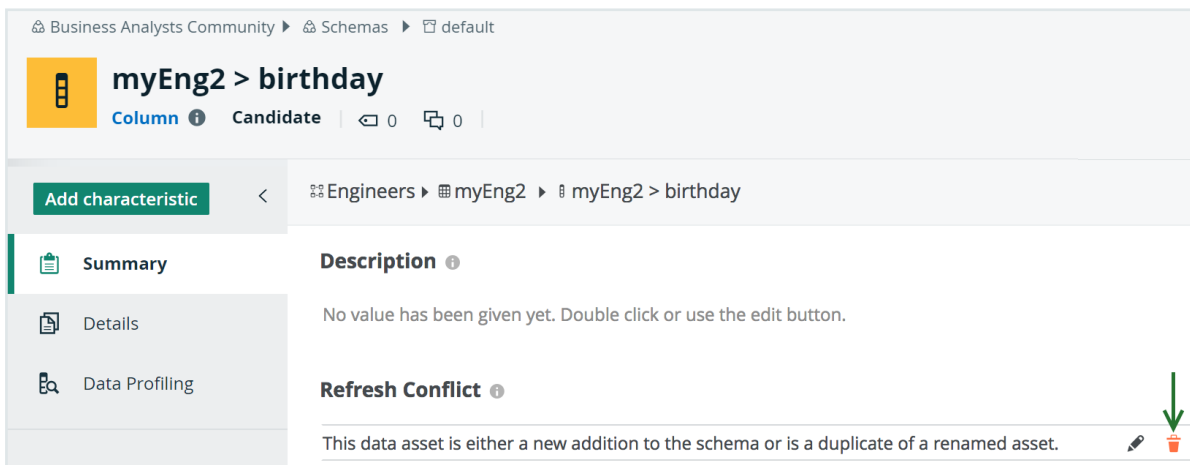 Business Analysts Community Schemas default
myEng2 > birthday
Column Candidate 0 0
Add characteristic
Engineers myEng2 myEng2 > birthday
Summary
Details
Data Profiling
Description
No value has been given yet. Double click or use the edit button.
Refresh Conflict
This data asset is either a new addition to the schema or is a duplicate of a renamed asset.